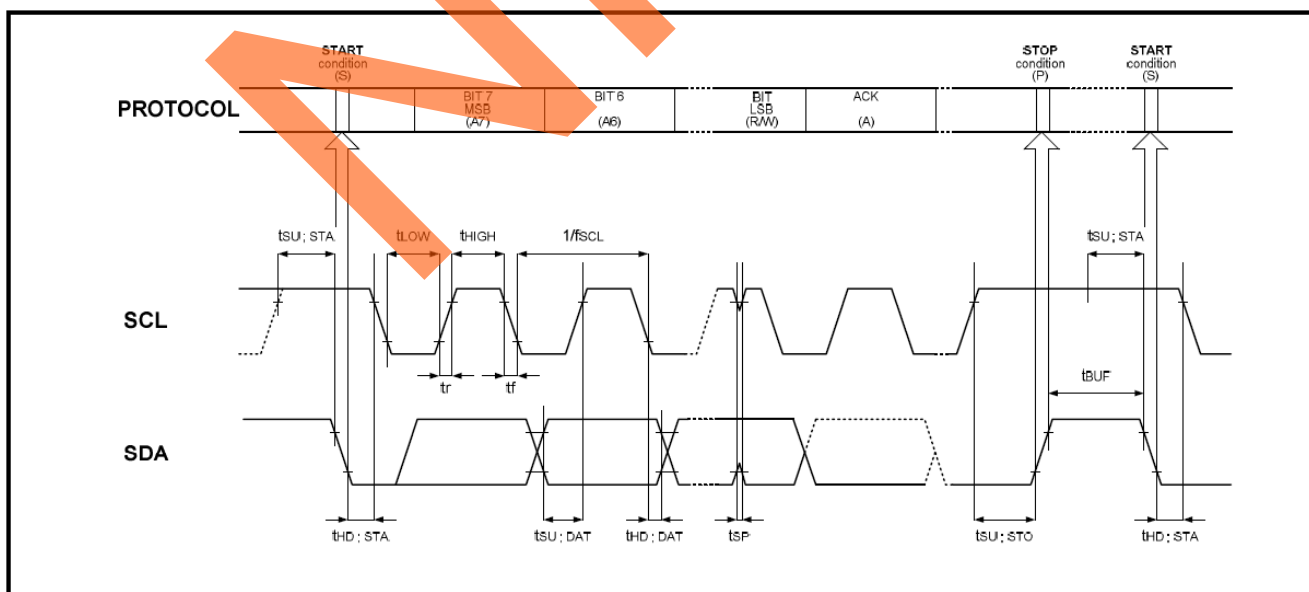 START
condition
(S)
STOP
condition
(P)
START
condition
(S)
PROTOCOL
BIT 7
MSB
(A7)
BIT 6
(A6)
BIT
LSB
(R/W)
ACK
(A)
tSU; STA
tLOW
tHIGH
1/fSCL
tSU; STA
SCL
tr
tf
tBUF
SDA
tHD; STA
tSU; DAT
tHD; DAT
tSP
tSU; STO
tHD; STA